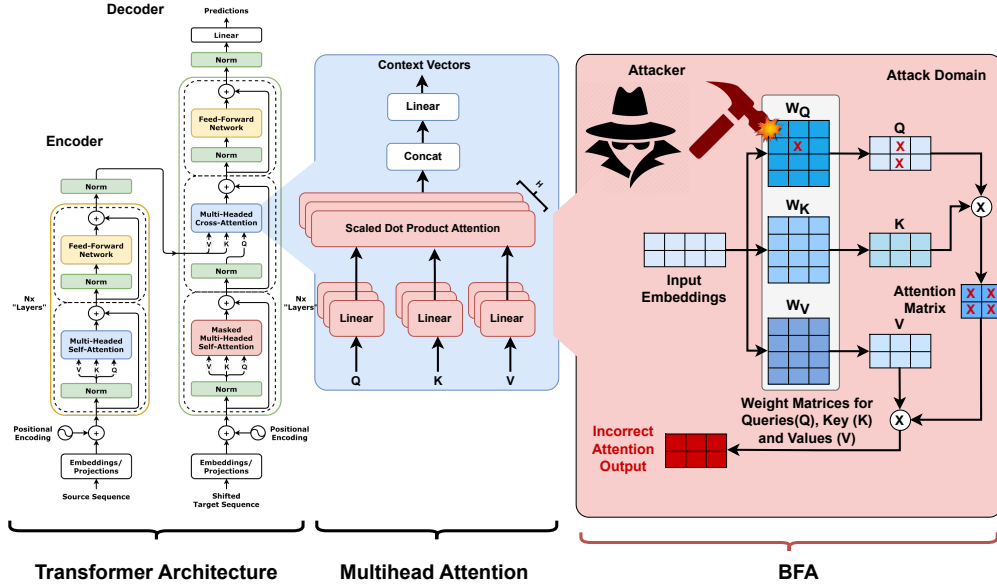 Decoder
Predictions
Linear
Norm
+
Feed-Forward
Network
Norm
+
Multi-Headed
Cross-Attention
V
K
Q
Norm
+
Nx
"Layers"
Masked
Multi-Headed
Self-Attention
V
K
Q
Norm
+
Positional
Encoding
Embeddings/
Projections
Shifted
Target Sequence
Encoder
Norm
+
Feed-Forward
Network
Norm
+
Nx
"Layers"
Multi-Headed
Self-Attention
V
K
Q
Norm
+
Positional
Encoding
Embeddings/
Projections
Source Sequence
Transformer Architecture
Context Vectors
Linear
Concat
H
Scaled Dot Product Attention
Linear
Linear
Linear
Q
K
V
Multihead Attention
Attacker
Attack Domain
WQ
X
Q
X
X
X
WK
K
Input
Embeddings
Attention
Matrix
X X
X X
WV
V
X
Weight Matrices for
Queries(Q), Key (K)
and Values (V)
Incorrect
Attention
Output
BFA